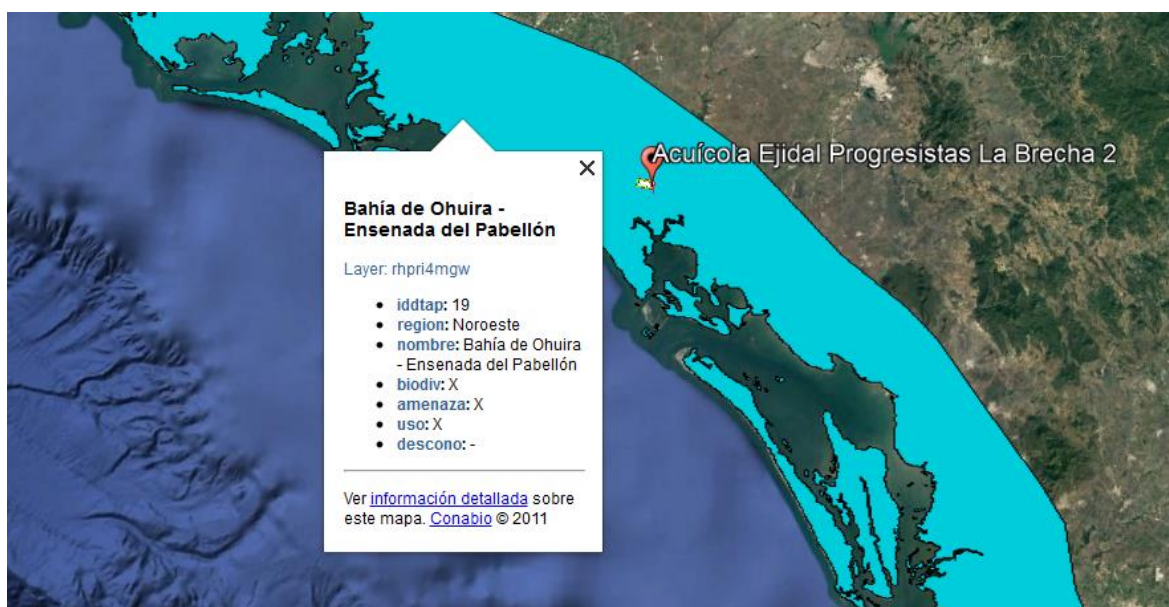 Acuícola Ejidal Progresistas La Brecha 2
Bahía de Ohuira -
Ensenada del Pabellón
Layer: rhpri4mgw
iddtap: 19
region: Noroeste
nombre: Bahía de Ohuira
- Ensenada del Pabellón
biodiv: X
amenaza: X
uso: X
descono: -
Ver información detallada sobre
este mapa. Conabio © 2011